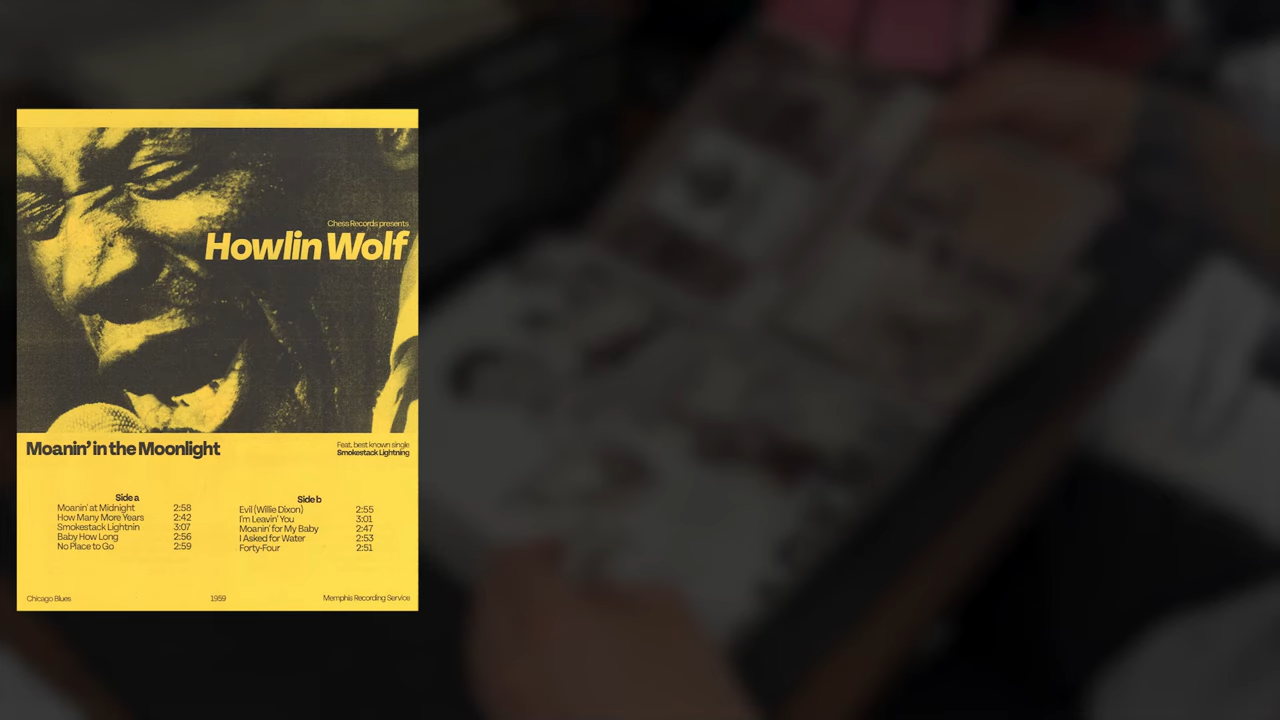 Chess Records presents
Howlin Wolf
Moanin' in the Moonlight
Feat. best known single
Smokestack Lightning
Side a
Moanin' at Midnight 2:58
How Many More Years 2:42
Smokestack Lightnin 3:07
Baby How Long 2:56
No Place to Go 2:59
Side b
Evil (Willie Dixon) 2:55
I'm Leavin' You 3:01
Moanin' for My Baby 2:47
I Asked for Water 2:53
Forty-Four 2:51
Chicago Blues 1959 Memphis Recording Service